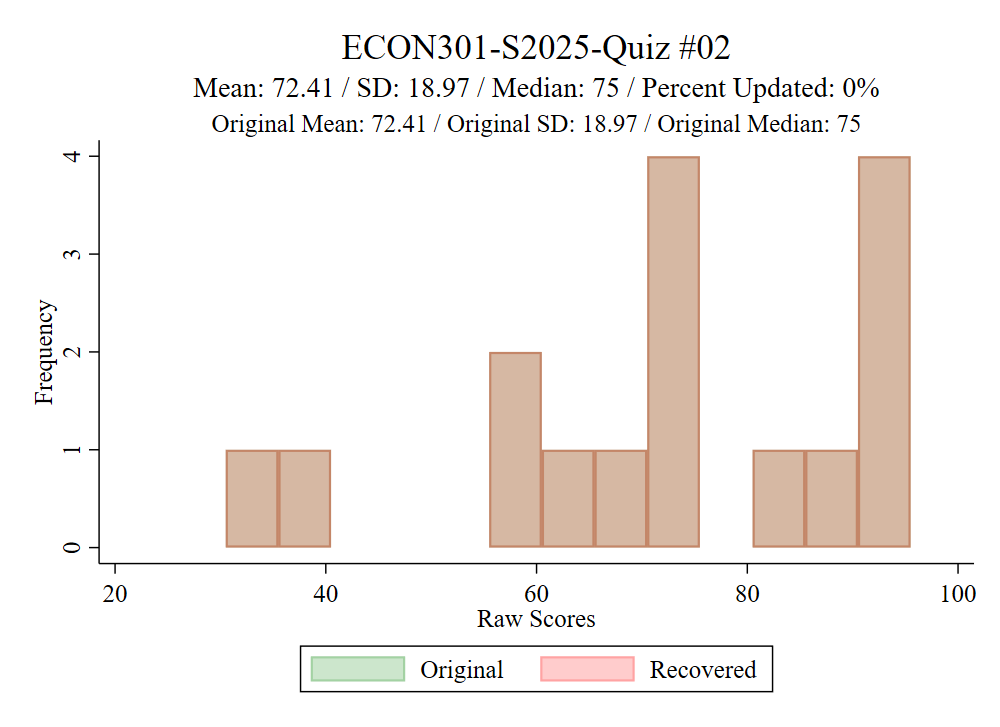 ECON301-S2025-Quiz #02
Mean: 72.41 / SD: 18.97 / Median: 75 / Percent Updated: 0%
Original Mean: 72.41 / Original SD: 18.97 / Original Median: 75
4
3
2
1
0
Frequency
20 40 60 80 100
Raw Scores
Original Recovered